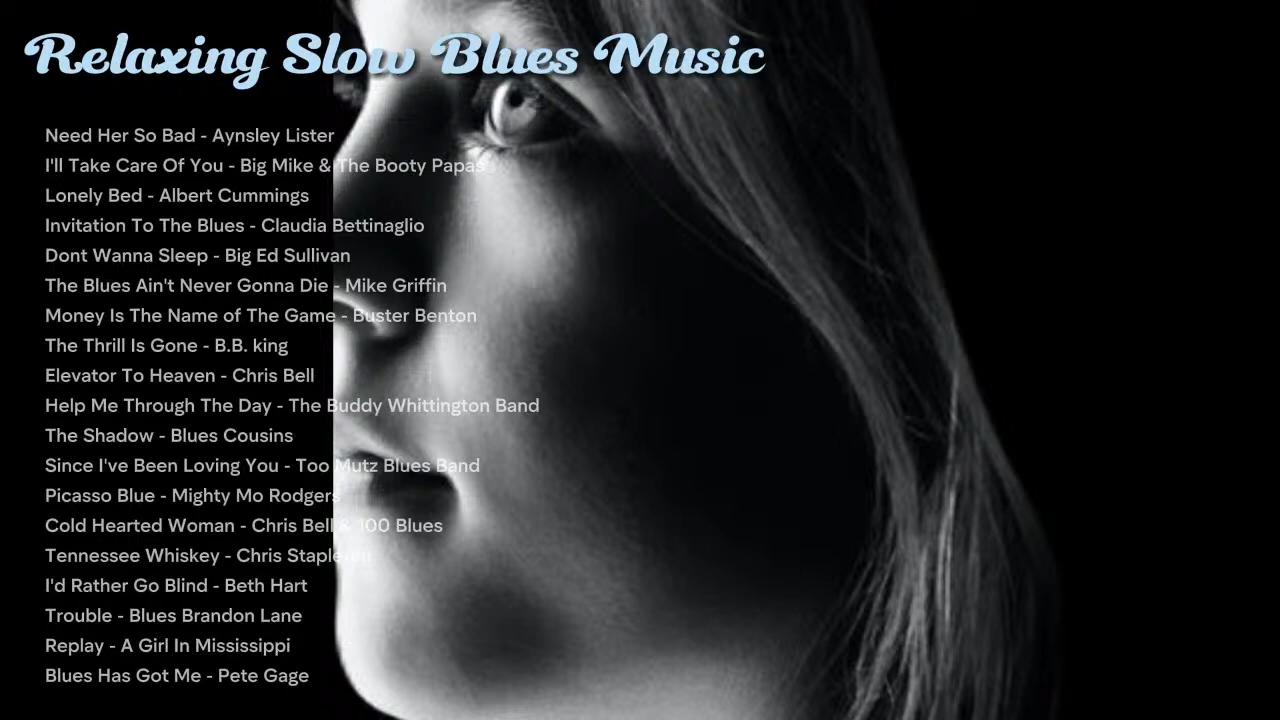 Relaxing Slow Blues Music
Need Her So Bad - Aynsley Lister
I'll Take Care Of You - Big Mike & The Booty Papas
Lonely Bed - Albert Cummings
Invitation To The Blues - Claudia Bettinaglio
Dont Wanna Sleep - Big Ed Sullivan
The Blues Ain't Never Gonna Die - Mike Griffin
Money Is The Name of The Game - Buster Benton
The Thrill Is Gone - B.B. king
Elevator To Heaven - Chris Bell
Help Me Through The Day - The Buddy Whittington Band
The Shadow - Blues Cousins
Since I've Been Loving You - Too Mutz Blues Band
Picasso Blue - Mighty Mo Rodgers
Cold Hearted Woman - Chris Bell & 100 Blues
Tennessee Whiskey - Chris Stapleton
I'd Rather Go Blind - Beth Hart
Trouble - Blues Brandon Lane
Replay - A Girl In Mississippi
Blues Has Got Me - Pete Gage